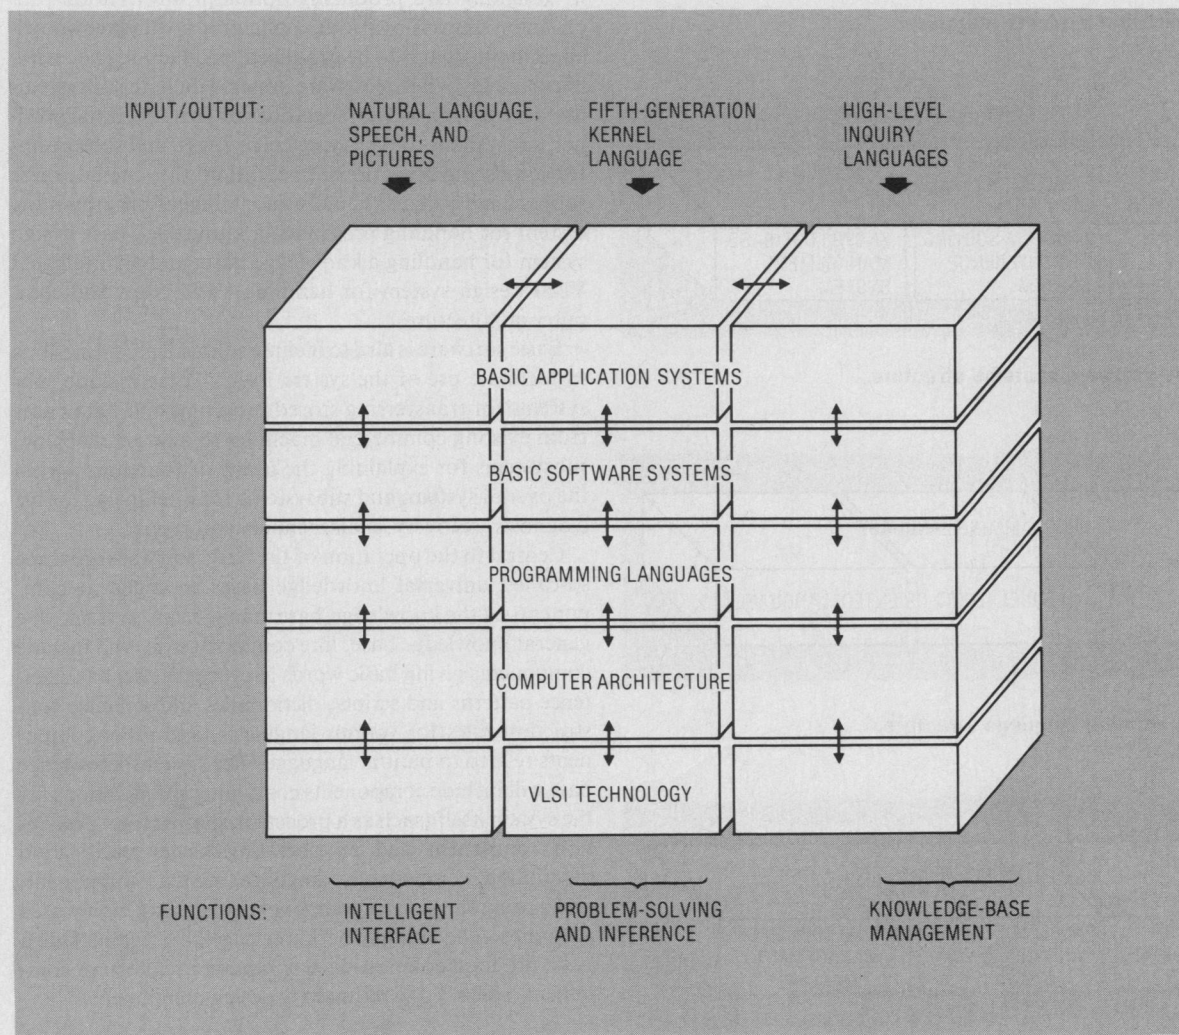 INPUT/OUTPUT:
NATURAL LANGUAGE,
SPEECH, AND
PICTURES
FIFTH-GENERATION
KERNEL
LANGUAGE
HIGH-LEVEL
INQUIRY
LANGUAGES
BASIC APPLICATION SYSTEMS
BASIC SOFTWARE SYSTEMS
PROGRAMMING LANGUAGES
COMPUTER ARCHITECTURE
VLSI TECHNOLOGY
FUNCTIONS:
INTELLIGENT
INTERFACE
PROBLEM-SOLVING
AND INFERENCE
KNOWLEDGE-BASE
MANAGEMENT